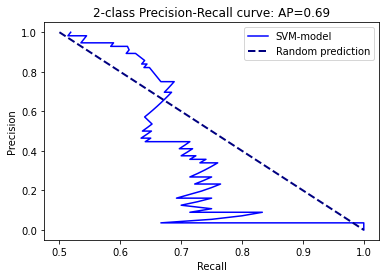 2-class Precision-Recall curve: AP=0.69
SVM-model
Random prediction
1.0
0.8
0.6
0.4
0.2
0.0
Precision
0.5
0.6
0.7
0.8
0.9
1.0
Recall